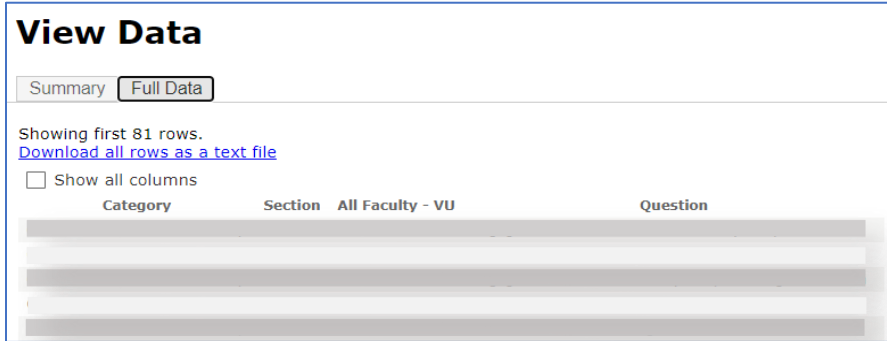 View Data
Summary Full Data
Showing first 81 rows.
Download all rows as a text file
Show all columns
Category Section All Faculty - VU Question